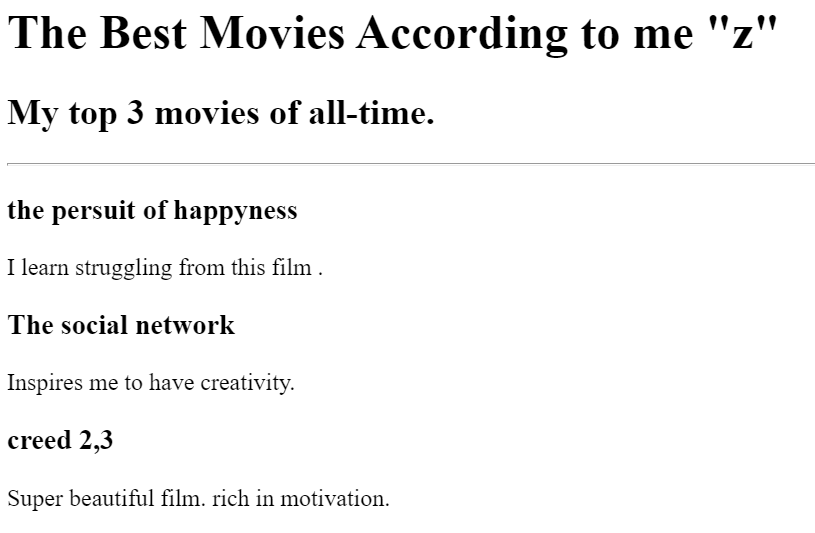 The Best Movies According to me "z"
My top 3 movies of all-time.
the persuit of happyness
I learn struggling from this film .
The social network
Inspires me to have creativity.
creed 2,3
Super beautiful film. rich in motivation.